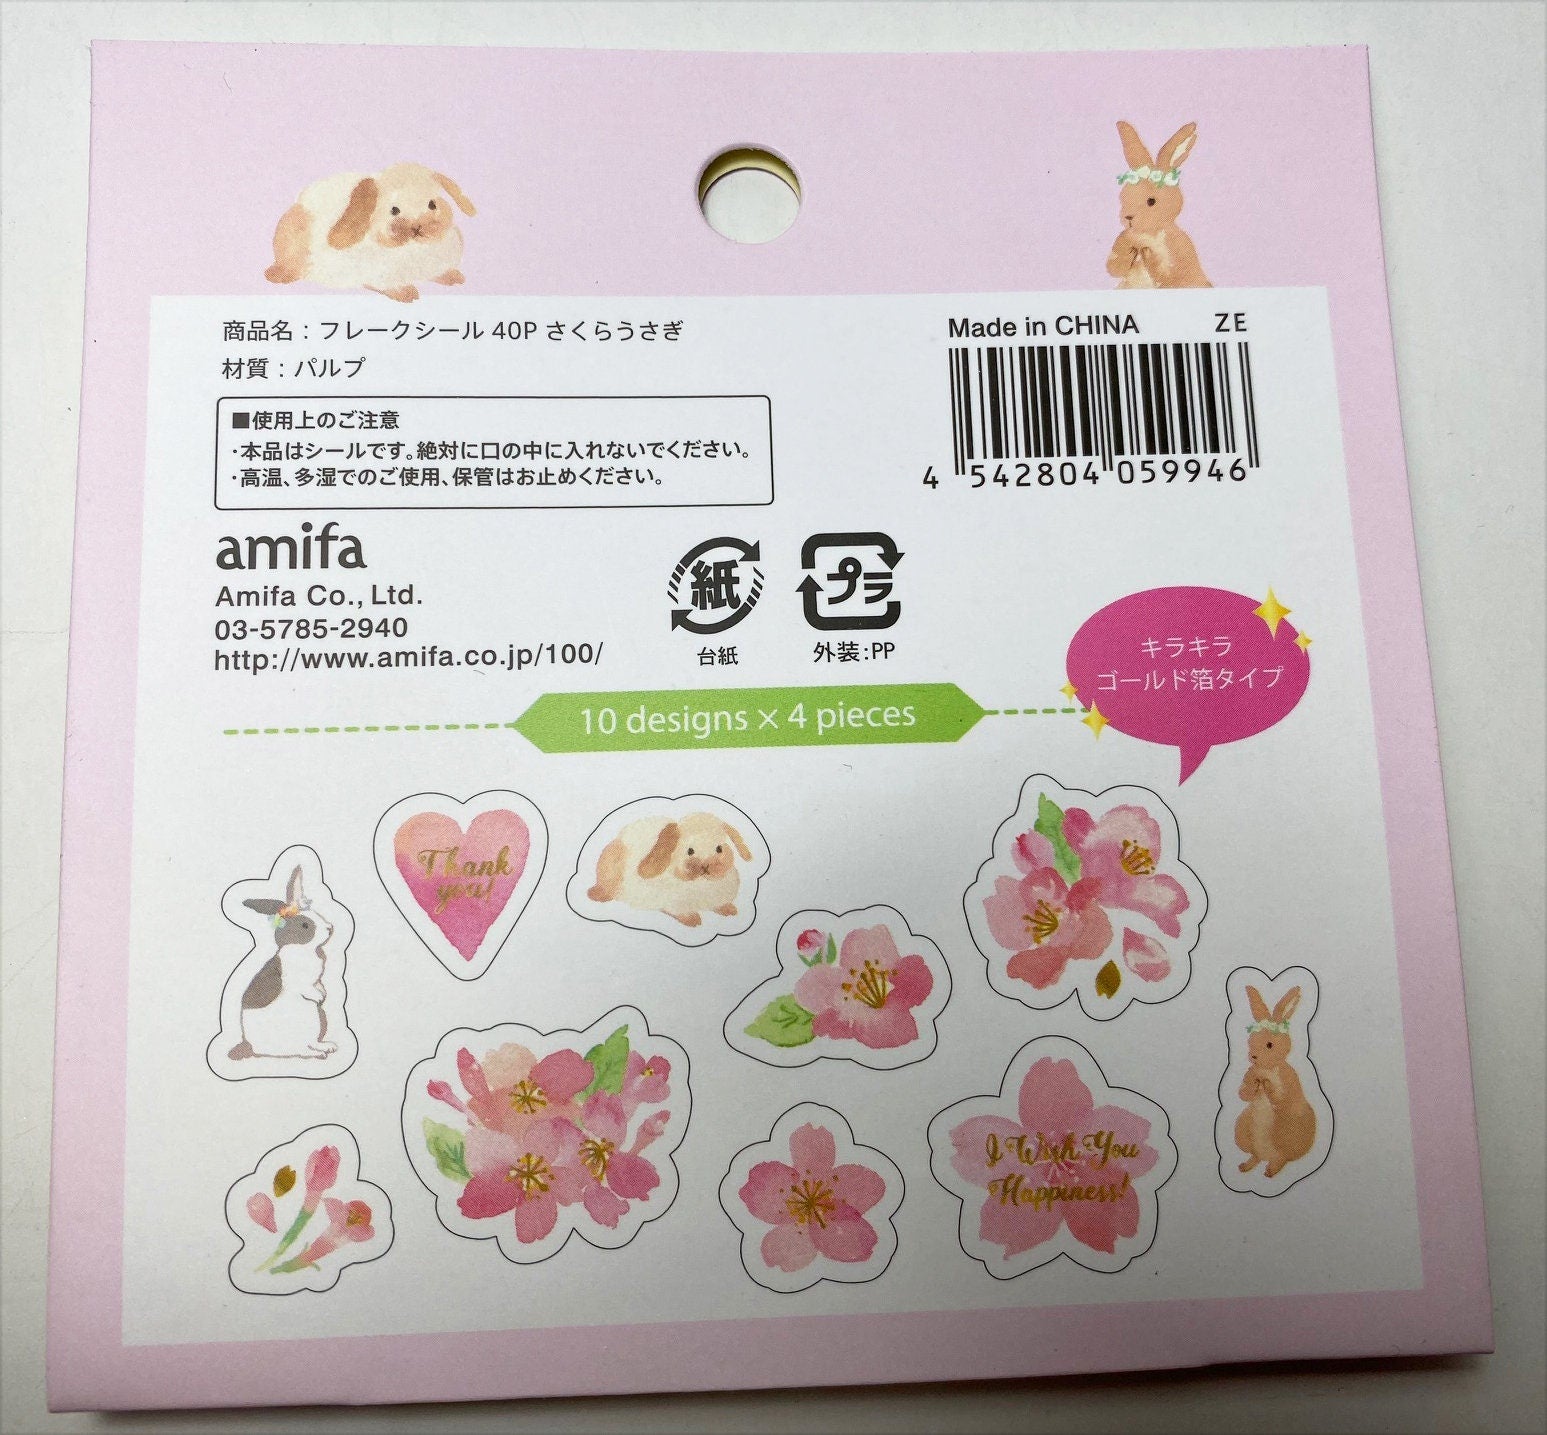 商品名：フレークシール 40P さくらうさぎ
材質：パルプ
■使用上のご注意
・本品はシールです。絶対に口の中に入れないでください。
・高温、多湿でのご使用、保管はお止めください。
Made in CHINA ZE
4 542804 059946
amifa
Amifa Co., Ltd.
03-5785-2940
http://www.amifa.co.jp/100/
紙
台紙
プラ
外装：PP
キラキラ
ゴールド箔タイプ
10 designs × 4 pieces
Thank
you!
I Wish You
Happiness!